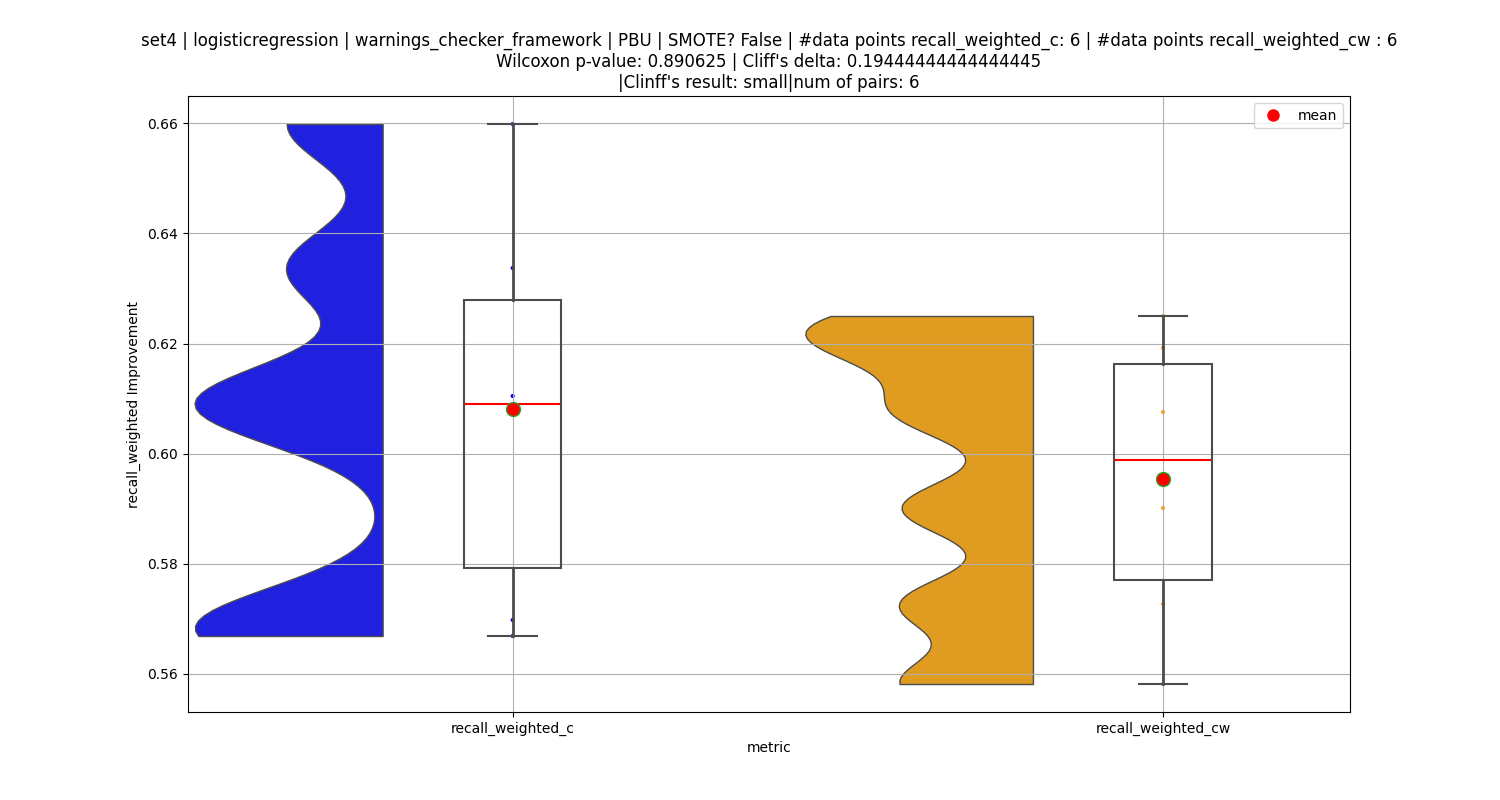 set4 | logisticregression | warnings_checker_framework | PBU | SMOTE? False | #data points recall_weighted_c: 6 | #data points recall_weighted_cw : 6
Wilcoxon p-value: 0.890625 | Cliff's delta: 0.19444444444444445
|Clinff's result: small|num of pairs: 6
mean
0.66
0.64
0.62
0.60
0.58
0.56
recall_weighted Improvement
recall_weighted_c
recall_weighted_cw
metric